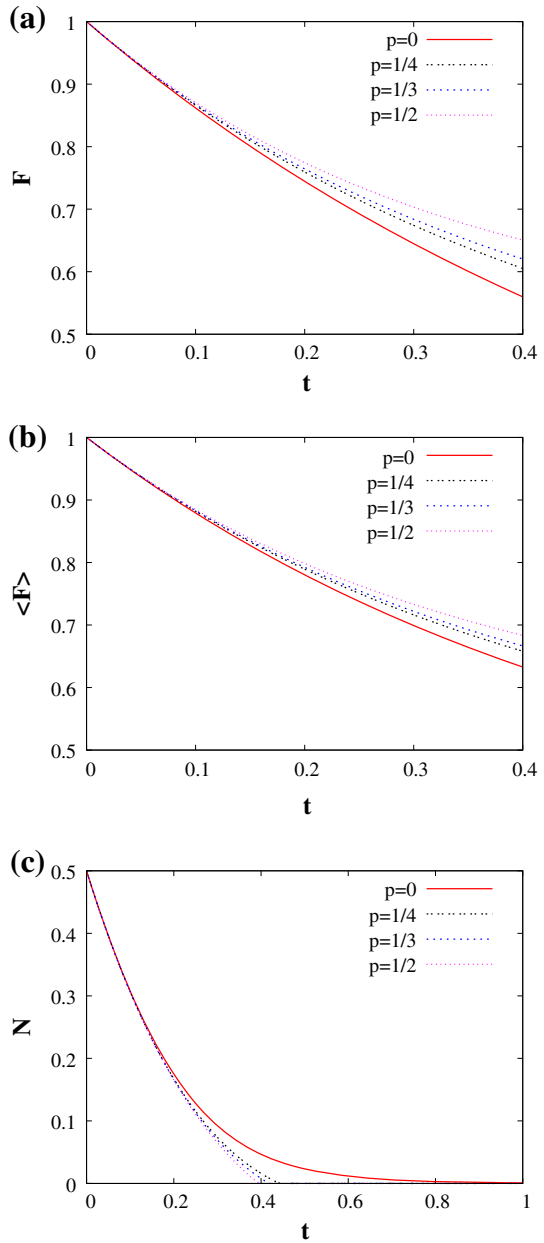 (a)
1
0.9
0.8
0.7
0.6
0.5
F
p=0
p=1/4
p=1/3
p=1/2
0 0.1 0.2 0.3 0.4
t
(b)
1
0.9
0.8
0.7
0.6
0.5
<F>
p=0
p=1/4
p=1/3
p=1/2
0 0.1 0.2 0.3 0.4
t
(c)
0.5
0.4
0.3
0.2
0.1
0
N
p=0
p=1/4
p=1/3
p=1/2
0 0.2 0.4 0.6 0.8 1
t